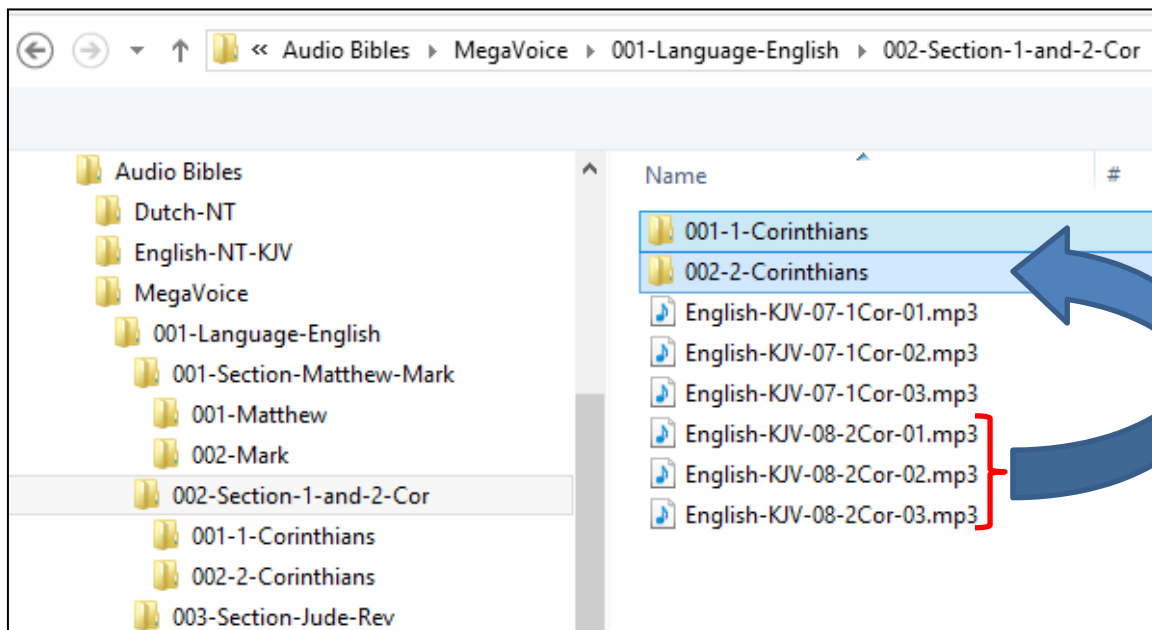 « Audio Bibles MegaVoice 001-Language-English 002-Section-1-and-2-Cor
Audio Bibles
Dutch-NT
English-NT-KJV
MegaVoice
001-Language-English
001-Section-Matthew-Mark
001-Matthew
002-Mark
002-Section-1-and-2-Cor
001-1-Corinthians
002-2-Corinthians
003-Section-Jude-Rev
Name #
001-1-Corinthians
002-2-Corinthians
English-KJV-07-1Cor-01.mp3
English-KJV-07-1Cor-02.mp3
English-KJV-07-1Cor-03.mp3
English-KJV-08-2Cor-01.mp3
English-KJV-08-2Cor-02.mp3
English-KJV-08-2Cor-03.mp3